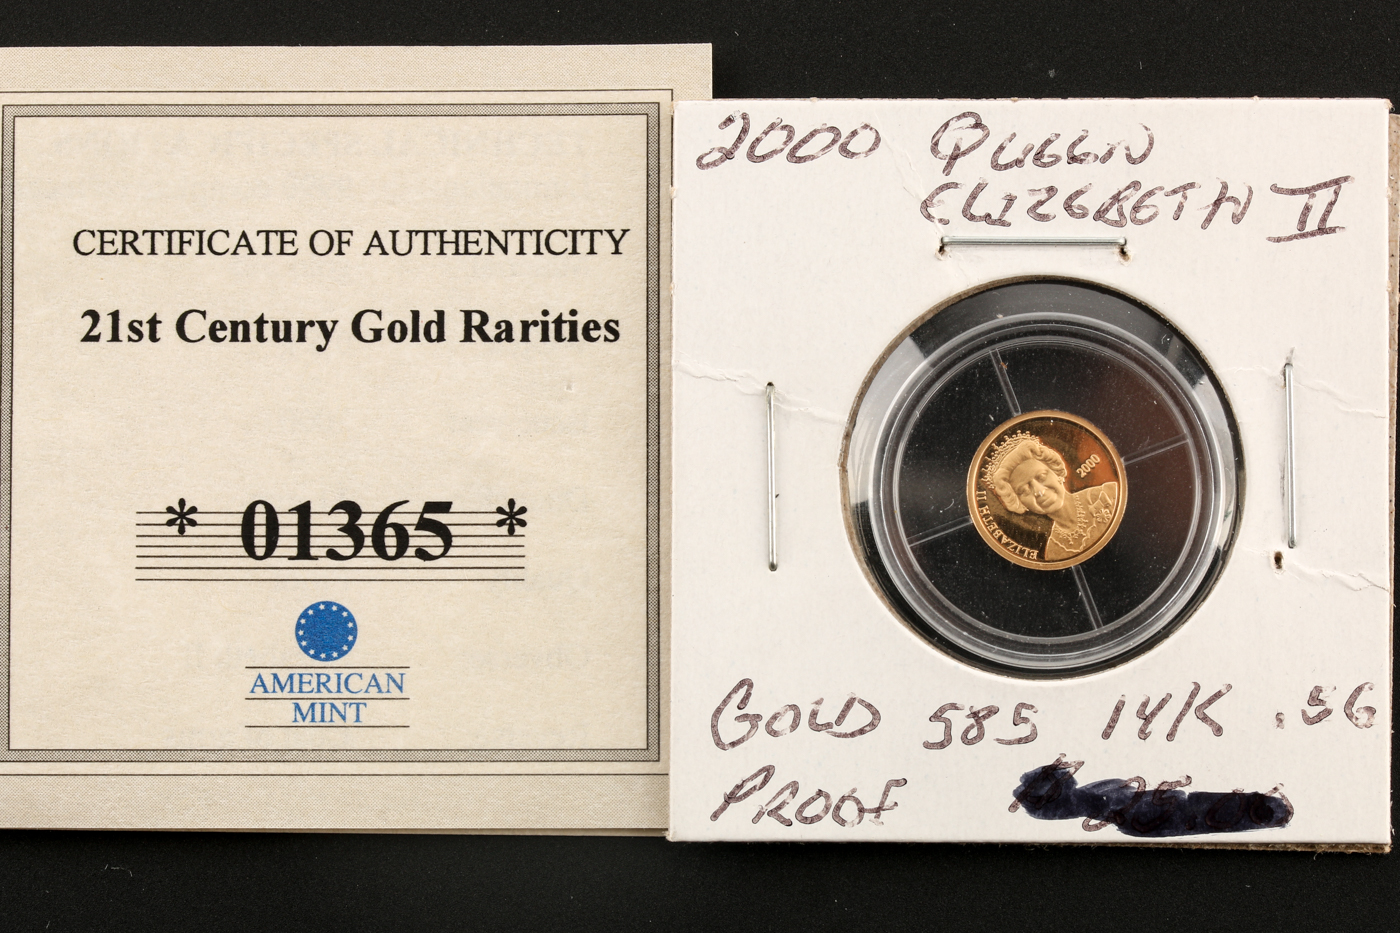 CERTIFICATE OF AUTHENTICITY
21st Century Gold Rarities
* 01365 *
AMERICAN
MINT
2000 QUEEN
ELIZEBETH II
ELIZABETH II
2000
GOLD 585 14K .5G
PROOF